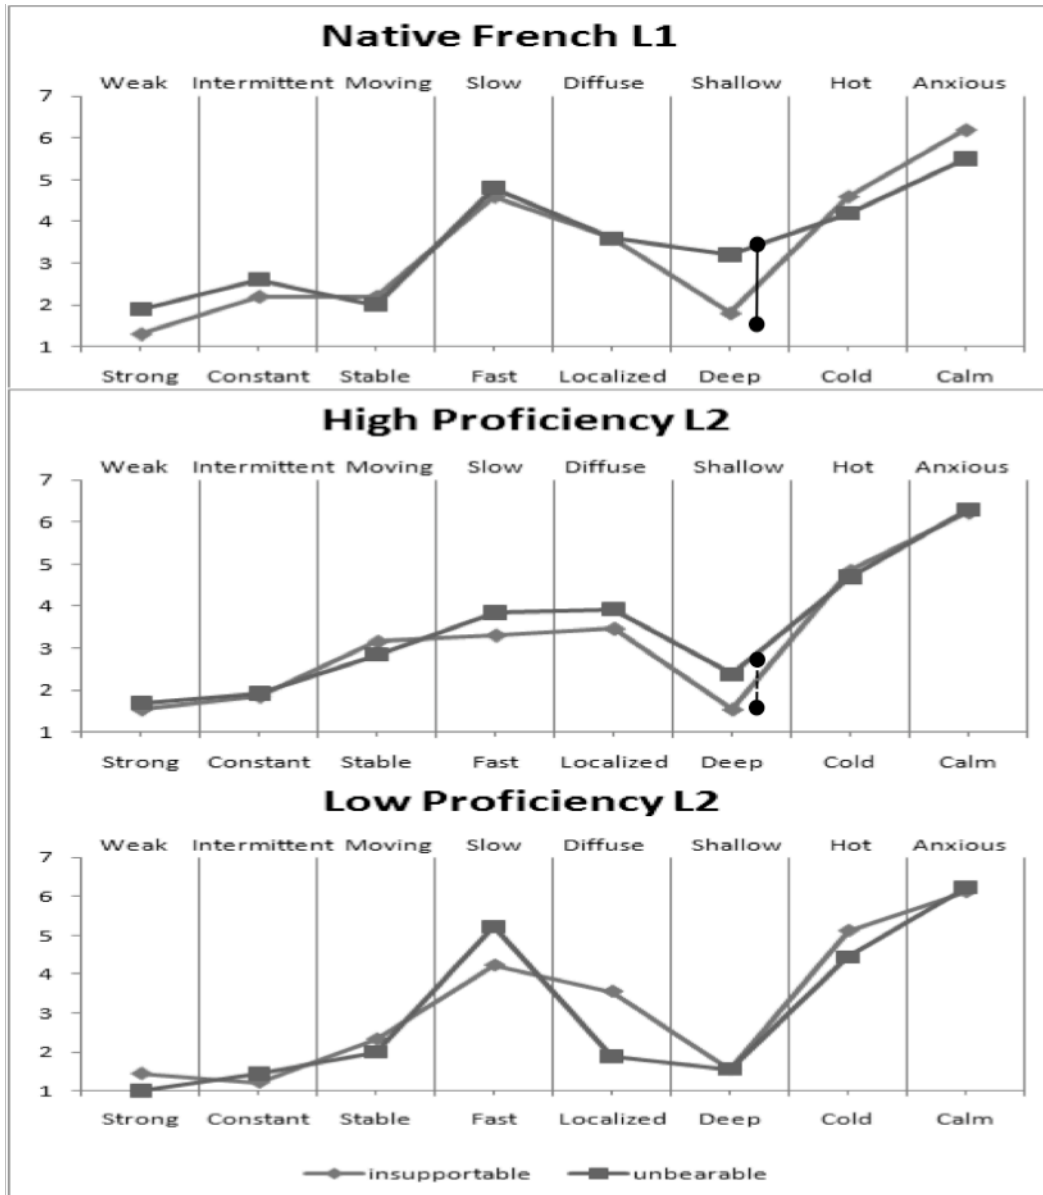 Native French L1
Weak Intermittent Moving Slow Diffuse Shallow Hot Anxious
7
6
5
4
3
2
1
Strong Constant Stable Fast Localized Deep Cold Calm
High Proficiency L2
Weak Intermittent Moving Slow Diffuse Shallow Hot Anxious
7
6
5
4
3
2
1
Strong Constant Stable Fast Localized Deep Cold Calm
Low Proficiency L2
Weak Intermittent Moving Slow Diffuse Shallow Hot Anxious
7
6
5
4
3
2
1
Strong Constant Stable Fast Localized Deep Cold Calm
insupportable unbearable